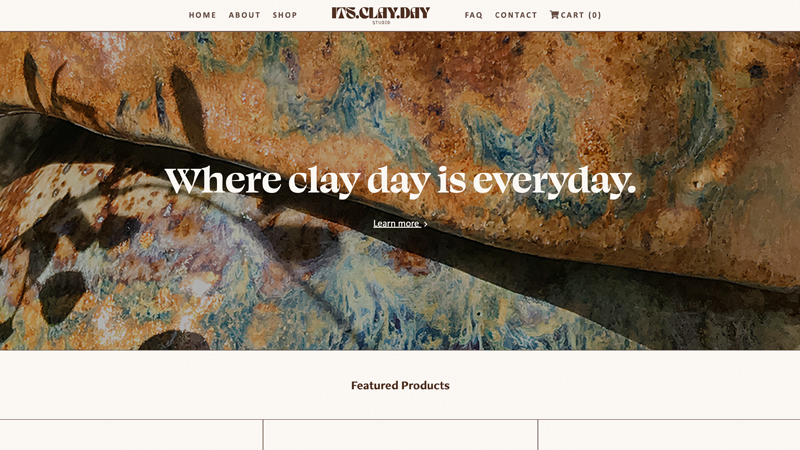 HOME ABOUT SHOP ITS.CLAY.DAY FAQ CONTACT CART (0)
STUDIO
Where clay day is everyday.
Learn more ›
Featured Products